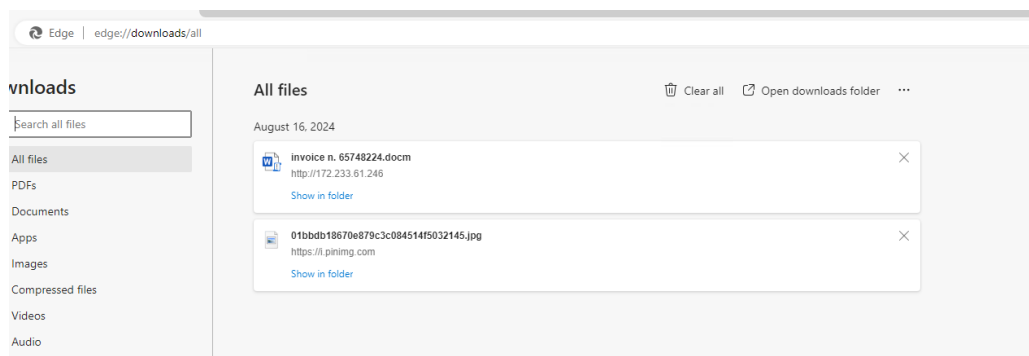 Edge | edge://downloads/all
wnloads
Search all files
All files
PDFs
Documents
Apps
Images
Compressed files
Videos
Audio
All files
Clear all
Open downloads folder
August 16, 2024
invoice n. 65748224.docm
http://172.233.61.246
Show in folder
01bbdb18670e879c3c084514f5032145.jpg
https://i.pinimg.com
Show in folder